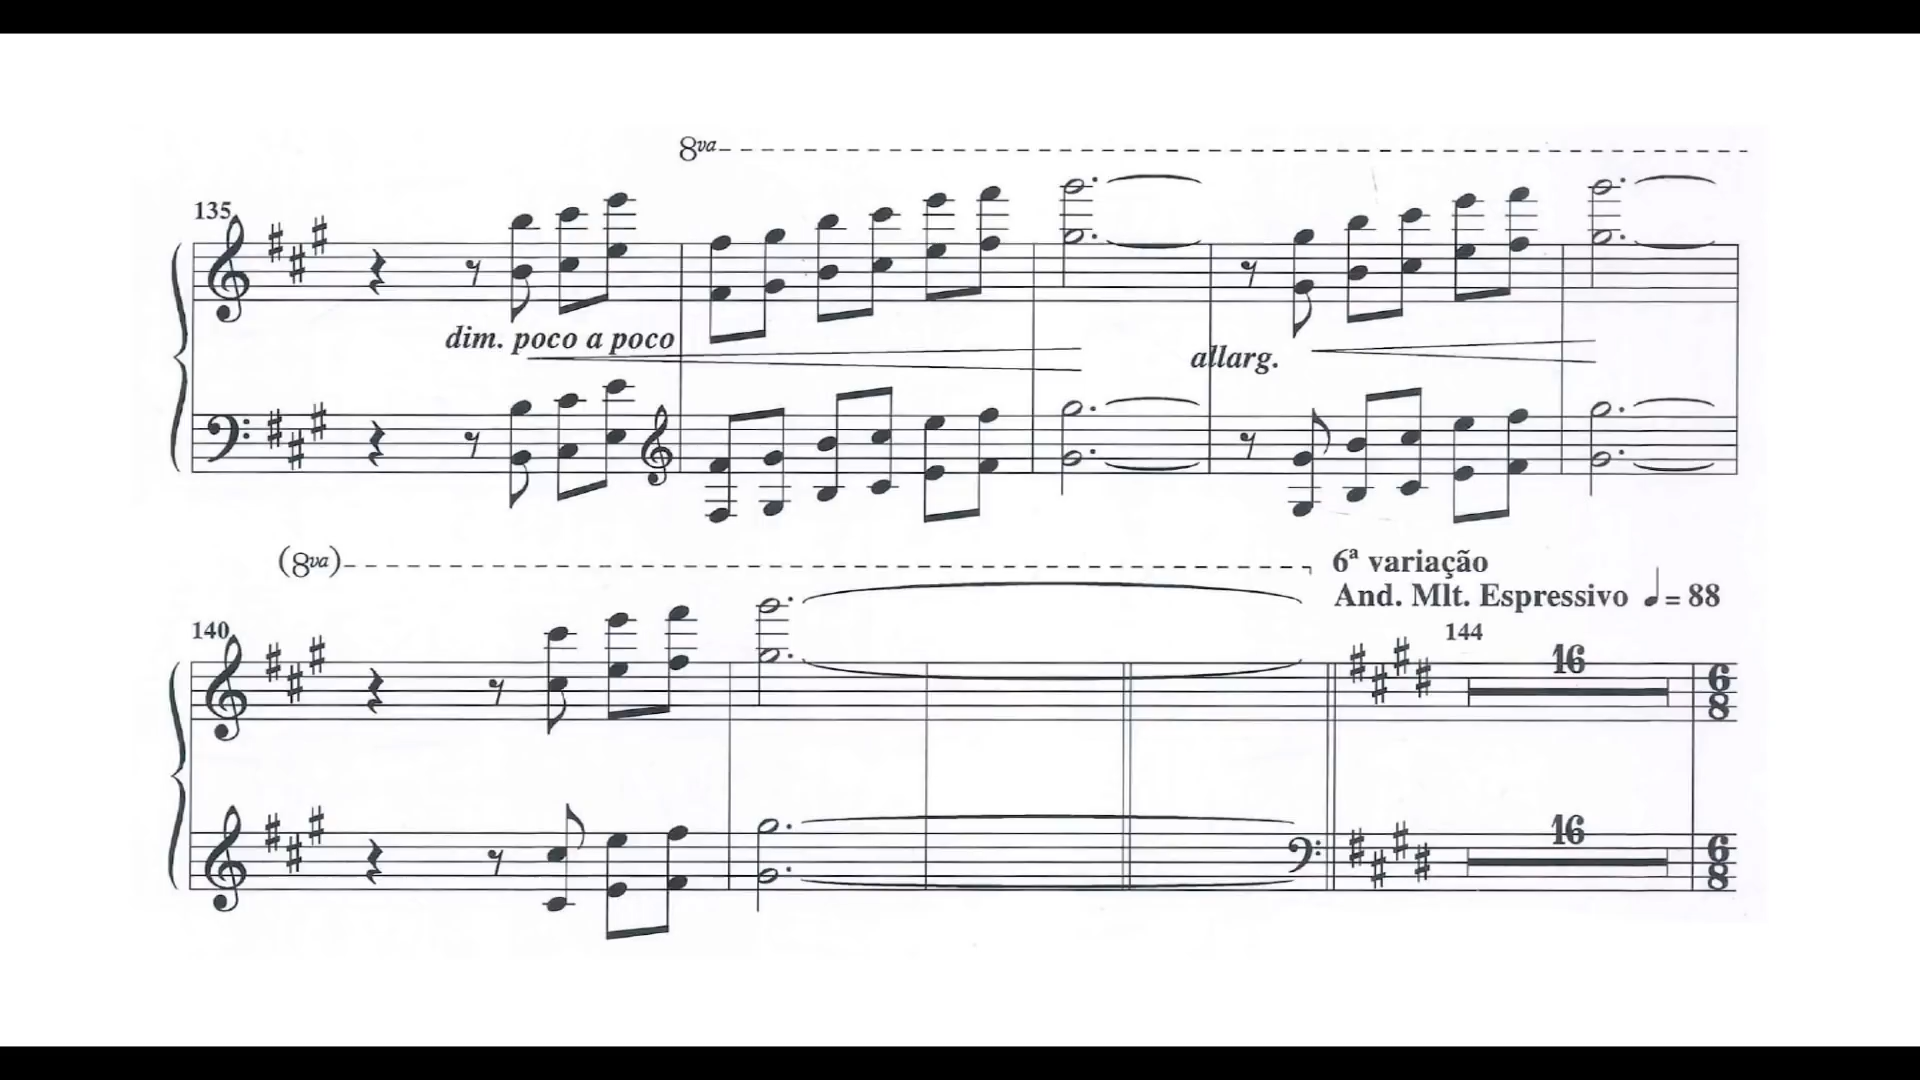 8va
135
dim. poco a poco
allarg.
(8va)
6ª variação
And. Mlt. Espressivo ♩= 88
140
144
16
6
8
16
6
8